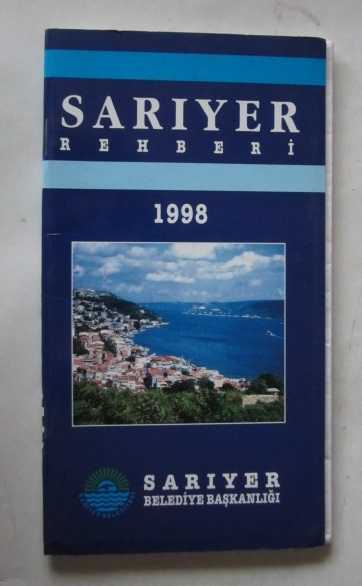 SARIYER
REHBERİ
1998
SARIYER
BELEDİYE BAŞKANLIĞI